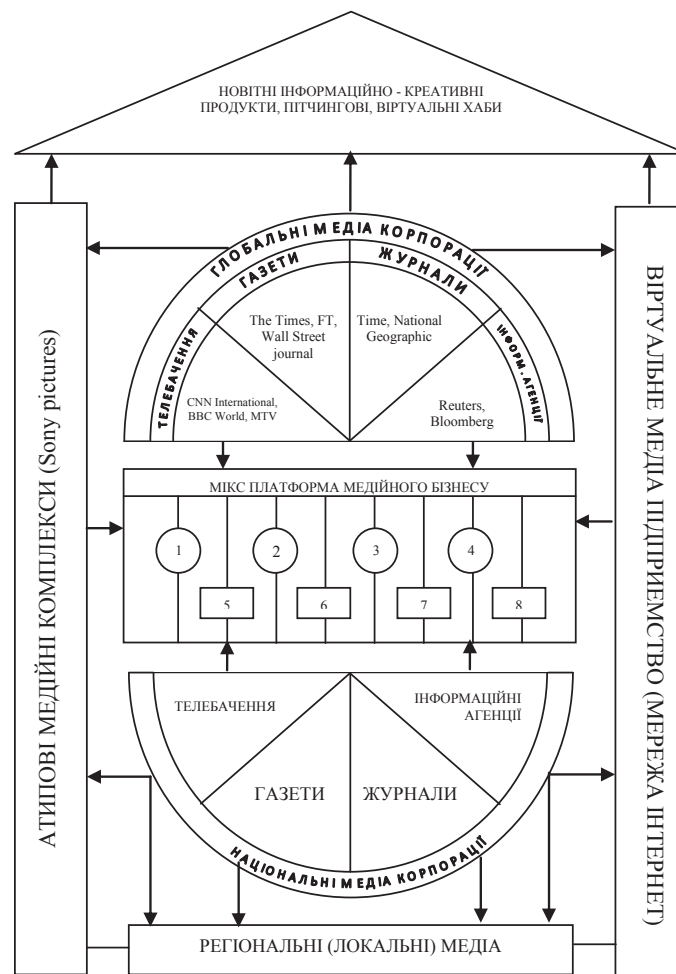 НОВІТНІ ІНФОРМАЦІЙНО - КРЕАТИВНІ
ПРОДУКТИ, ПІТЧИНГОВІ, ВІРТУАЛЬНІ ХАБИ
АТИПОВІ МЕДІЙНІ КОМПЛЕКСИ (Sony pictures)
ГЛОБАЛЬНІ МЕДІА КОРПОРАЦІЇ
ТЕЛЕБАЧЕННЯ
ГАЗЕТИ
ЖУРНАЛИ
ІНФОРМ. АГЕНЦІЇ
The Times, FT,
Wall Street
journal
Time, National
Geographic
CNN International,
BBC World, MTV
Reuters,
Bloomberg
МІКС ПЛАТФОРМА МЕДІЙНОГО БІЗНЕСУ
1
2
3
4
5
6
7
8
ТЕЛЕБАЧЕННЯ
ІНФОРМАЦІЙНІ
АГЕНЦІЇ
ГАЗЕТИ
ЖУРНАЛИ
НАЦІОНАЛЬНІ МЕДІА КОРПОРАЦІЇ
РЕГІОНАЛЬНІ (ЛОКАЛЬНІ) МЕДІА
ВІРТУАЛЬНЕ МЕДІА ПІДПРИЕМСТВО (МЕРЕЖА ІНТЕРНЕТ)